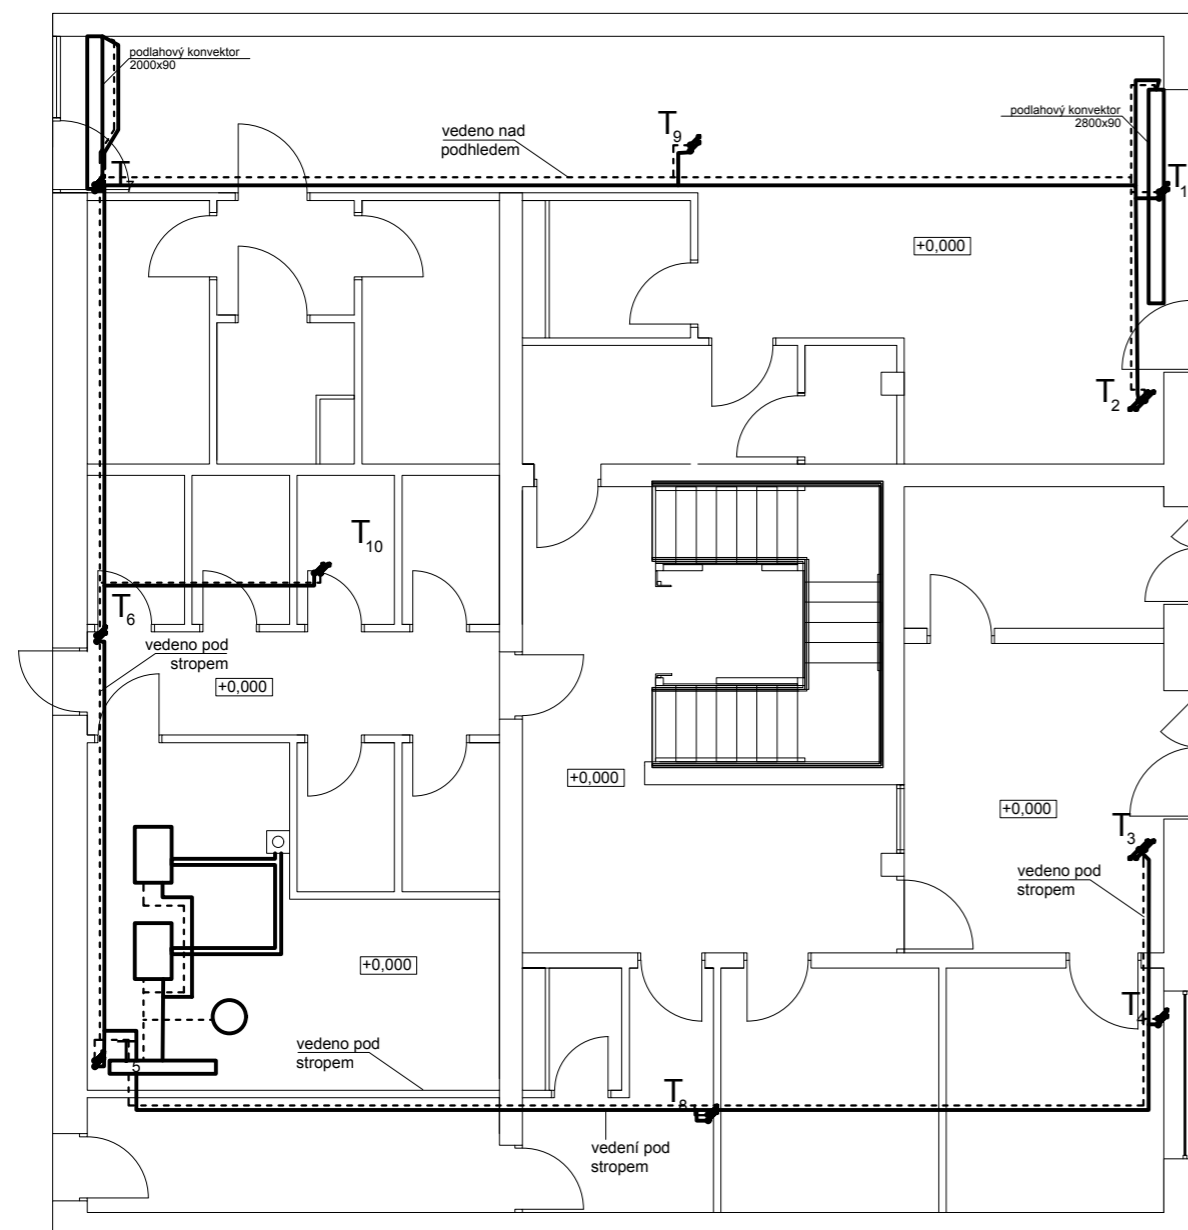 podlahový konvektor
2000x90
vedeno nad
podhledem
T9
podlahový konvektor
2800x90
T7
T1
+0,000
T2
T10
T6
vedeno pod
stropem
+0,000
+0,000
+0,000
T3
vedeno pod
stropem
+0,000
T4
vedeno pod
stropem
T5
T8
vedení pod
stropem